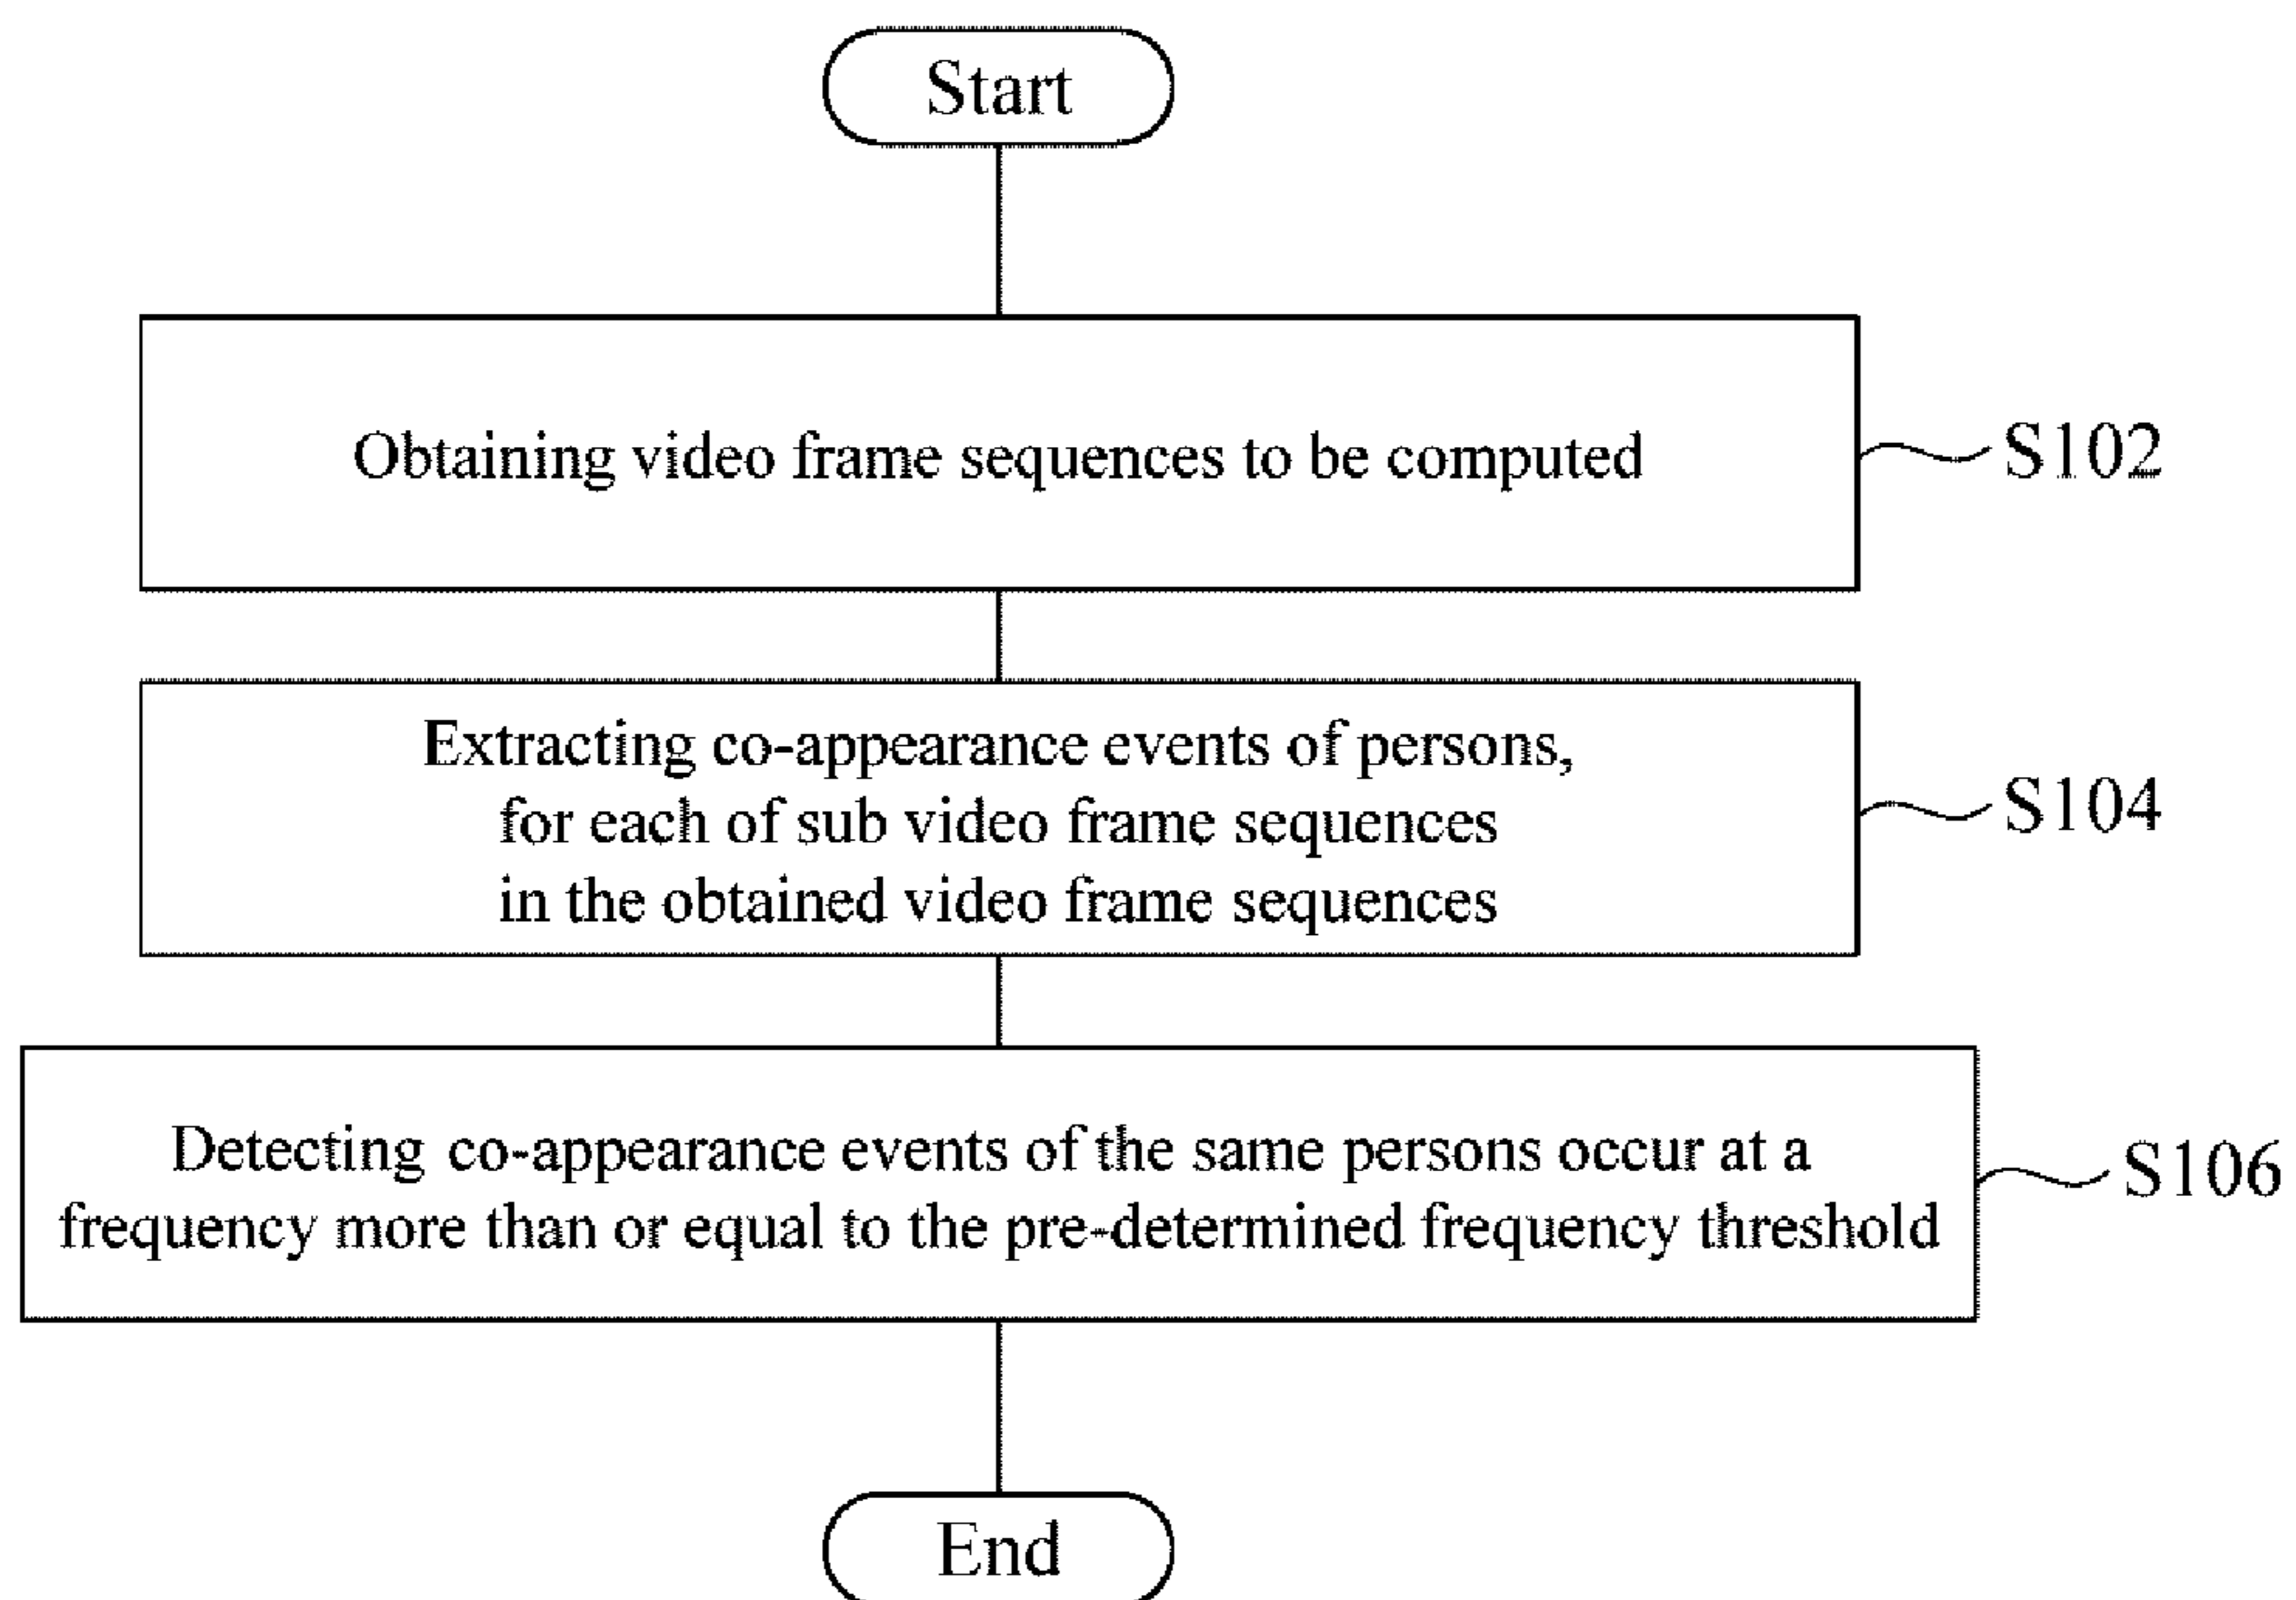 Start
Obtaining video frame sequences to be computed
S102
Extracting co-appearance events of persons,
for each of sub video frame sequences
in the obtained video frame sequences
S104
Detecting co-appearance events of the same persons occur at a
frequency more than or equal to the pre-determined frequency threshold
S106
End